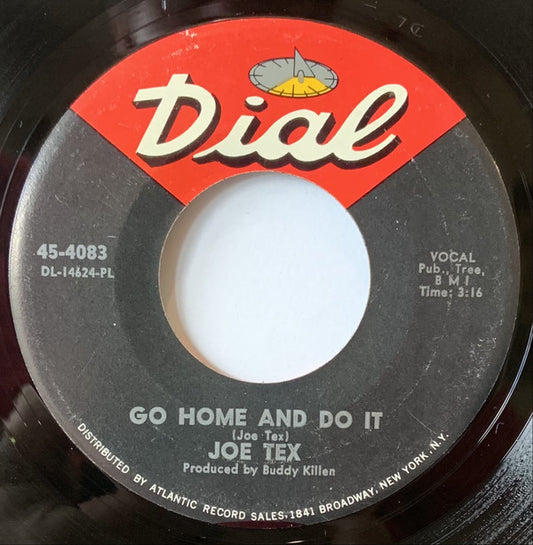 Dial
45-4083
DL-14624-PL
VOCAL
Pub., Tree,
BMI
Time: 3:16
GO HOME AND DO IT
(Joe Tex)
JOE TEX
Produced by Buddy Killen
DISTRIBUTED BY ATLANTIC RECORD SALES, 1841 BROADWAY, NEW YORK, N.Y.